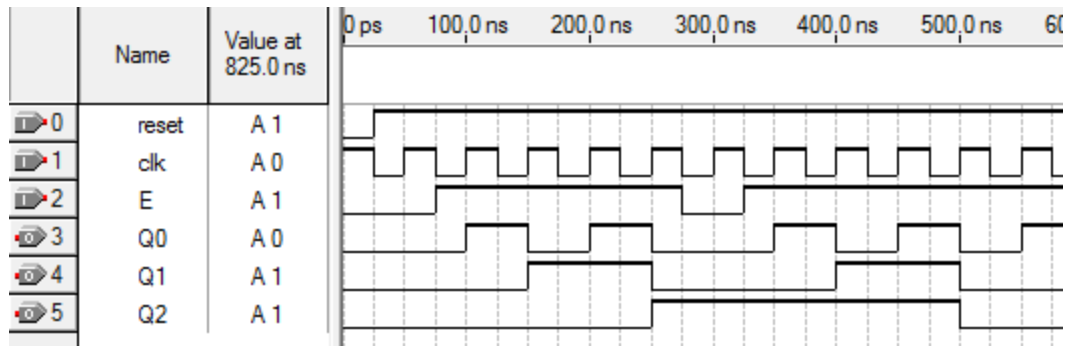 Name
Value at
825.0 ns
0 ps 100.0 ns 200.0 ns 300.0 ns 400.0 ns 500.0 ns 60
0 reset A 1
1 clk A 0
2 E A 1
3 Q0 A 0
4 Q1 A 1
5 Q2 A 1